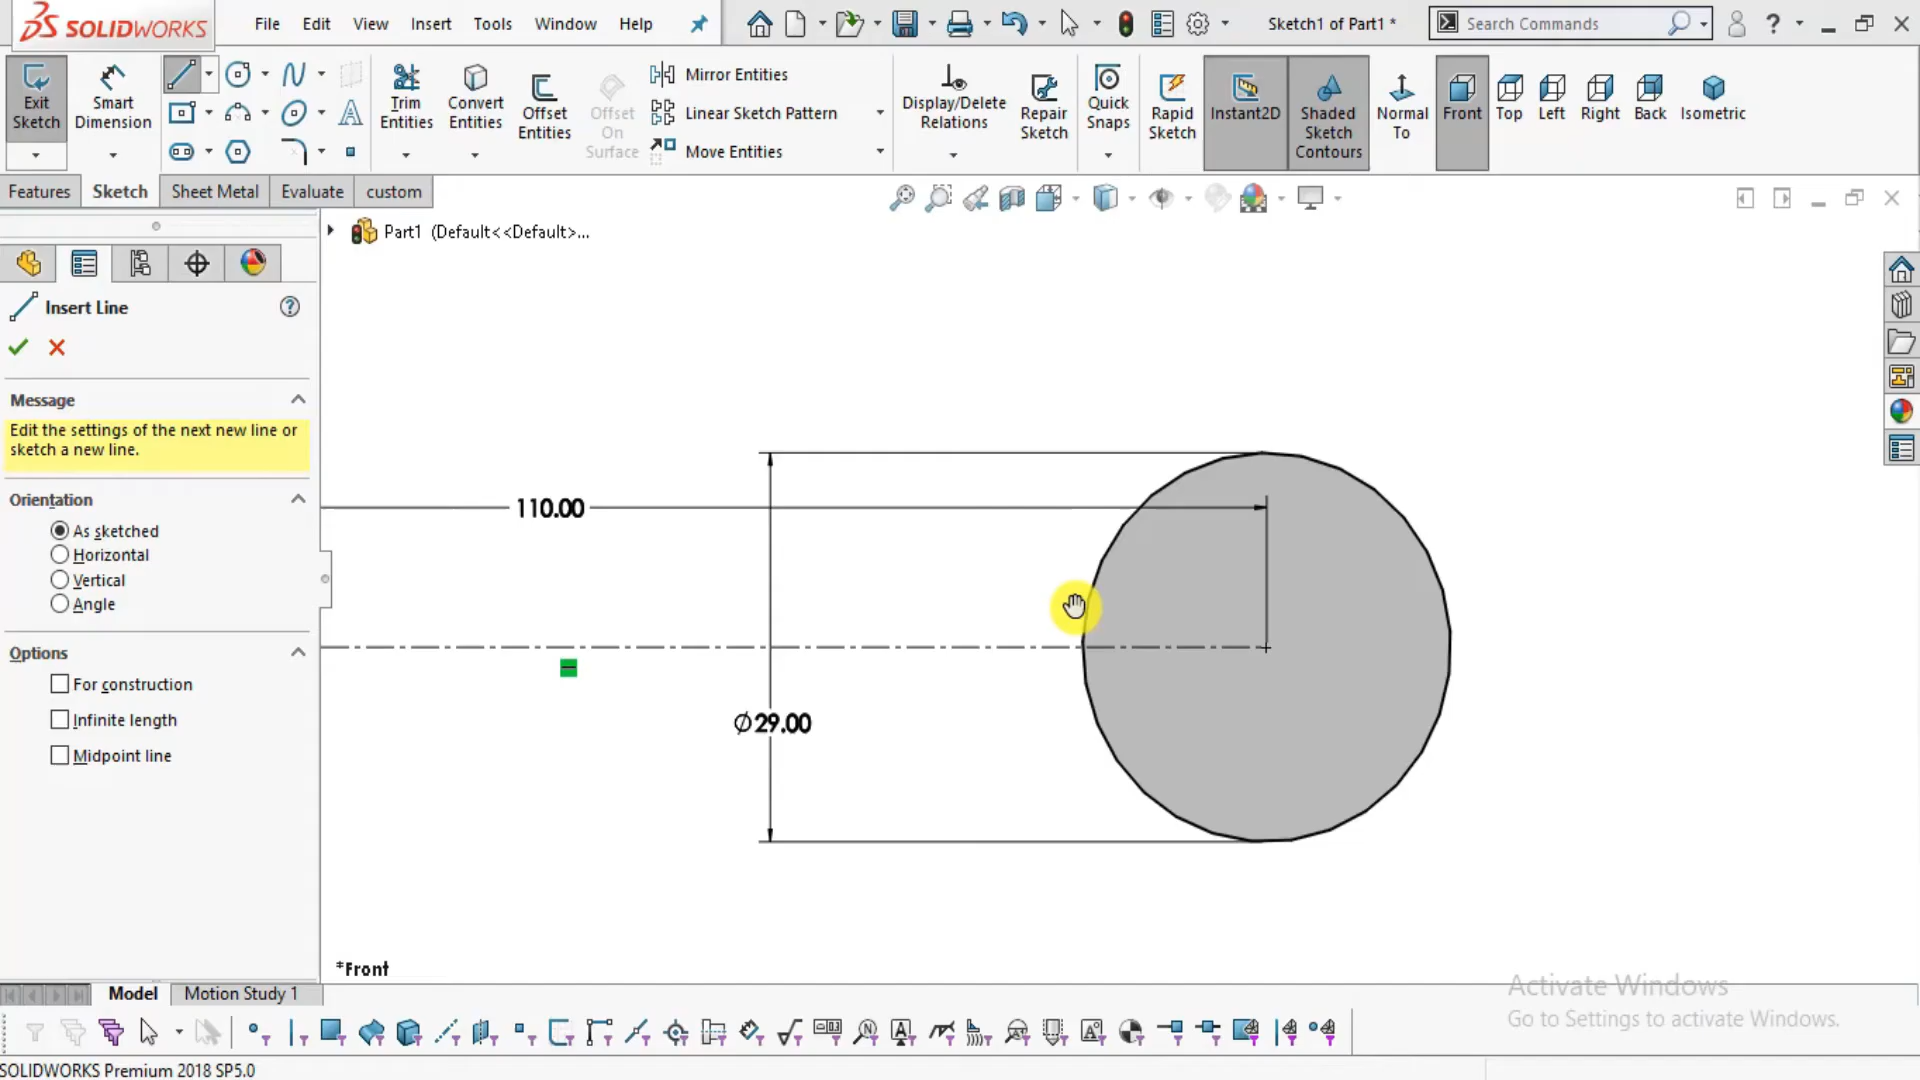 SOLIDWORKS
File Edit View Insert Tools Window Help
Sketch1 of Part1 *
Search Commands
Exit Sketch
Smart Dimension
Trim Entities
Convert Entities
Offset Entities
Offset On Surface
Mirror Entities
Linear Sketch Pattern
Move Entities
Display/Delete Relations
Repair Sketch
Quick Snaps
Rapid Sketch
Instant2D
Shaded Sketch Contours
Normal To
Front
Top
Left
Right
Back
Isometric
Features Sketch Sheet Metal Evaluate custom
Part1 (Default<<Default>...
Insert Line
Message
Edit the settings of the next new line or
sketch a new line.
Orientation
As sketched
Horizontal
Vertical
Angle
Options
For construction
Infinite length
Midpoint line
110.00
∅29.00
*Front
Model Motion Study 1
Activate Windows
Go to Settings to activate Windows.
SOLIDWORKS Premium 2018 SP5.0